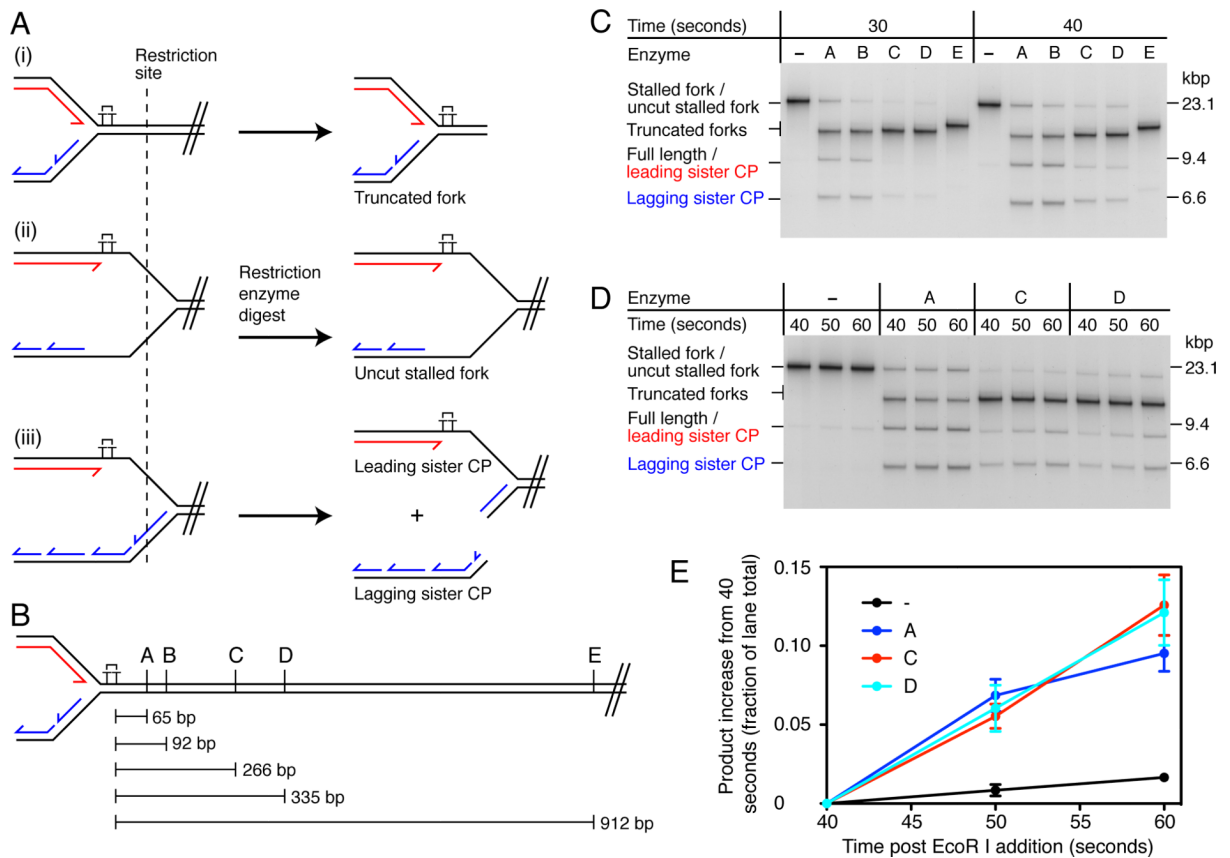 A
(i)
Restriction
site
Truncated fork
(ii)
Restriction
enzyme
digest
Uncut stalled fork
(iii)
Leading sister CP
+
Lagging sister CP
B
A B C D E
65 bp
92 bp
266 bp
335 bp
912 bp
C
Time (seconds) 30 40
Enzyme – A B C D E – A B C D E
kbp
Stalled fork /
uncut stalled fork
23.1
Truncated forks
Full length /
leading sister CP
9.4
Lagging sister CP
6.6
D
Enzyme – A C D
Time (seconds) 40 50 60 40 50 60 40 50 60 40 50 60
kbp
Stalled fork /
uncut stalled fork
23.1
Truncated forks
Full length /
leading sister CP
9.4
Lagging sister CP
6.6
E
Product increase from 40
seconds (fraction of lane total)
0.15
0.10
0.05
0
-
A
C
D
40 45 50 55 60
Time post EcoR I addition (seconds)